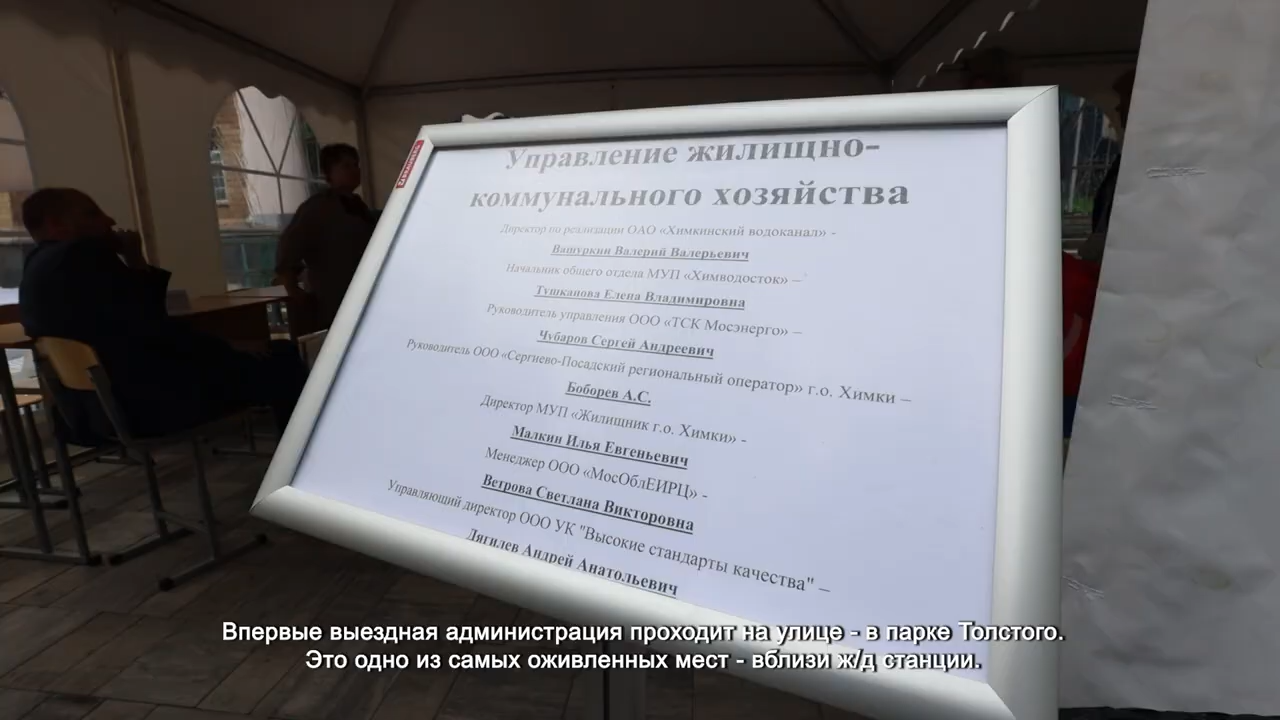 Управление жилищно-
коммунального хозяйства
Директор по реализации ОАО «Химкинский водоканал» -
Вашуркин Валерий Валерьевич
Начальник общего отдела МУП «Химводосток» –
Тушканова Елена Владимировна
Руководитель управления ООО «ТСК Мосэнерго» –
Чубаров Сергей Андреевич
Руководитель ООО «Сергиево-Посадский региональный оператор» г.о. Химки –
Боборев А.С.
Директор МУП «Жилищник г.о. Химки» -
Малкин Илья Евгеньевич
Менеджер ООО «МосОблЕИРЦ» -
Ветрова Светлана Викторовна
Управляющий директор ООО УК "Высокие стандарты качества" –
Дягилев Андрей Анатольевич
Впервые выездная администрация проходит на улице - в парке Толстого.
Это одно из самых оживленных мест - вблизи ж/д станции.